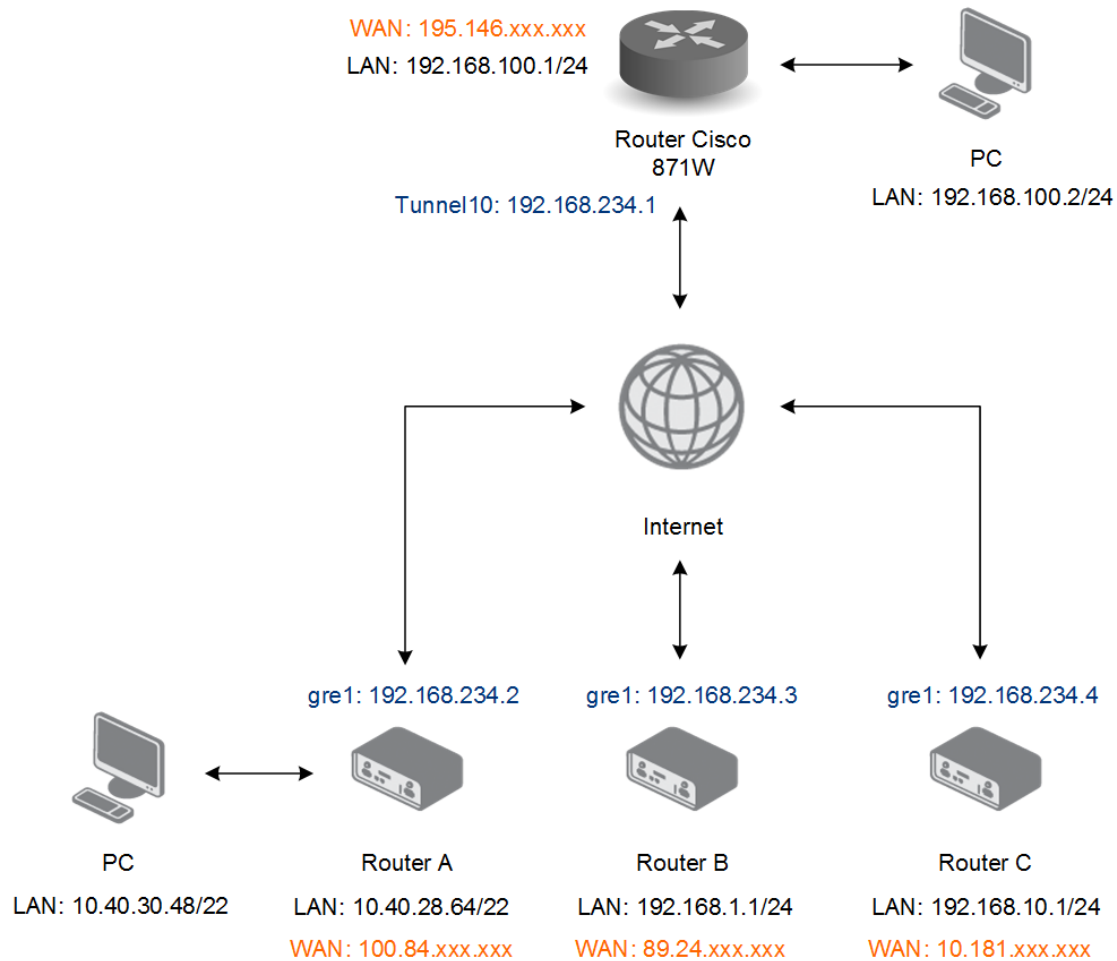 WAN: 195.146.xxx.xxx
LAN: 192.168.100.1/24
Router Cisco
871W
PC
LAN: 192.168.100.2/24
Tunnel10: 192.168.234.1
Internet
gre1: 192.168.234.2
gre1: 192.168.234.3
gre1: 192.168.234.4
PC
Router A
Router B
Router C
LAN: 10.40.30.48/22
LAN: 10.40.28.64/22
LAN: 192.168.1.1/24
LAN: 192.168.10.1/24
WAN: 100.84.xxx.xxx
WAN: 89.24.xxx.xxx
WAN: 10.181.xxx.xxx